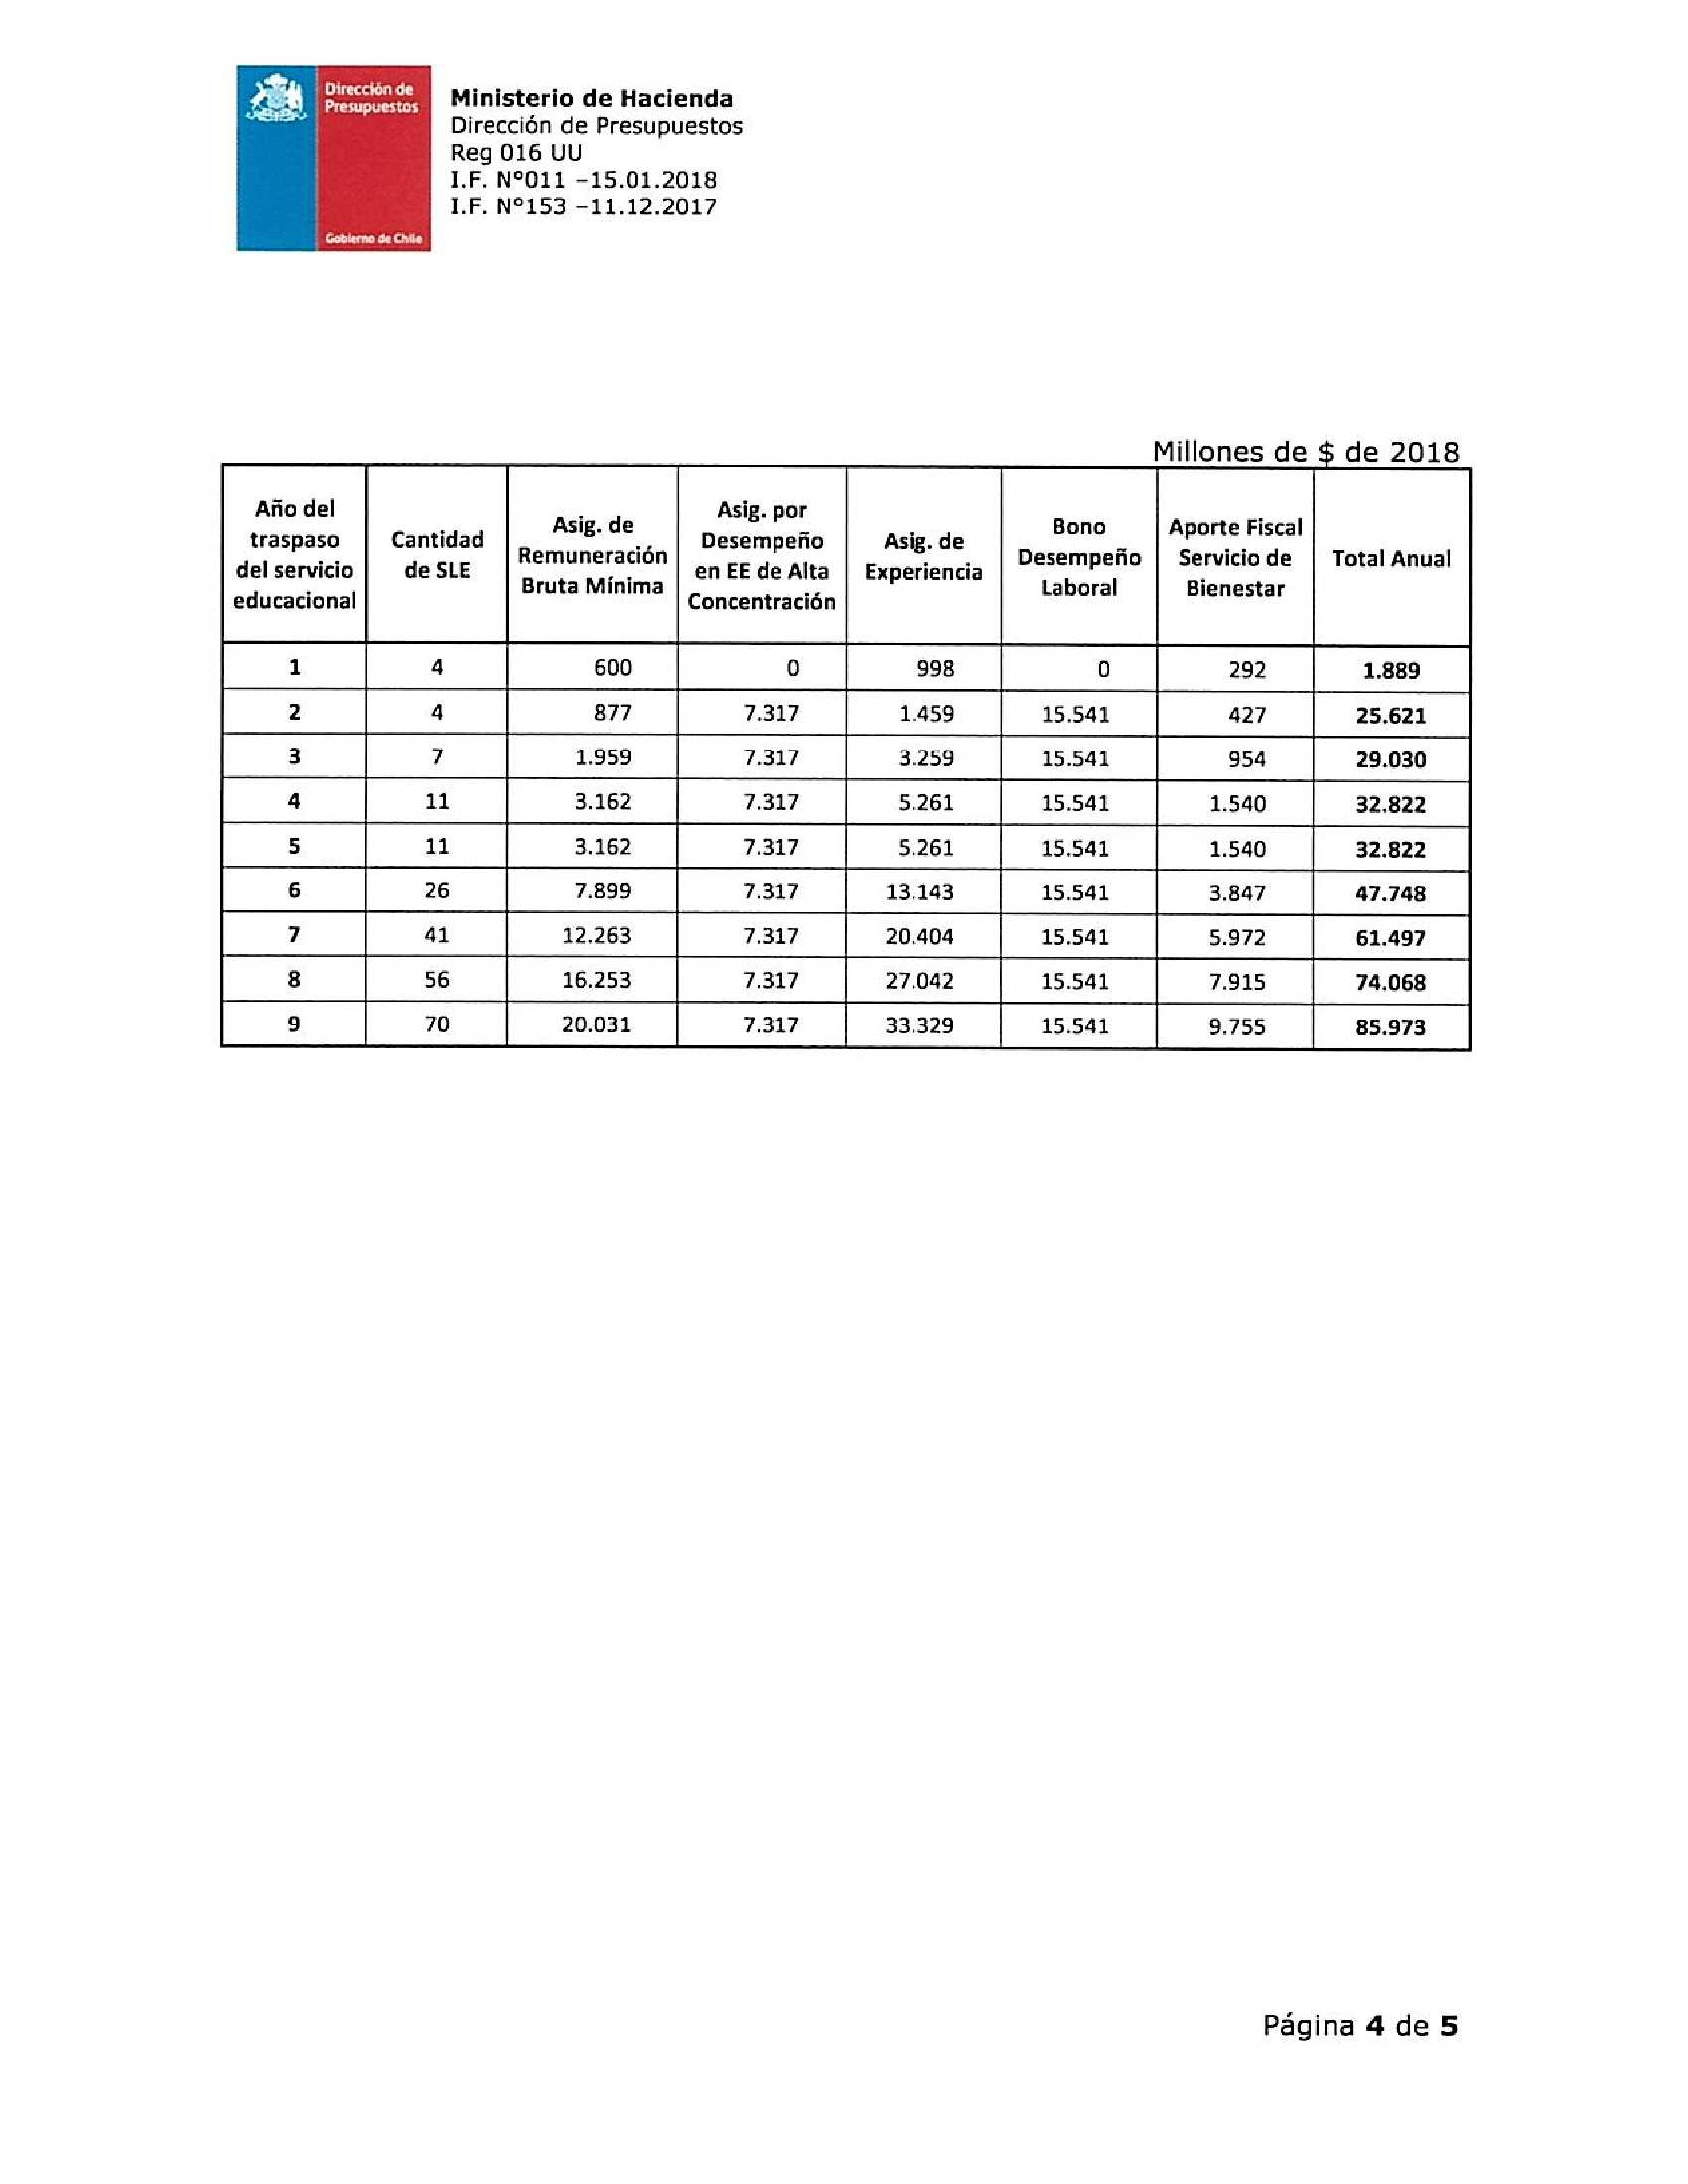 Dirección de
Presupuestos
Gobierno de Chile
Ministerio de Hacienda
Dirección de Presupuestos
Reg 016 UU
I.F. N°011 –15.01.2018
I.F. N°153 –11.12.2017
Millones de $ de 2018
Año del traspaso del servicio educacional | Cantidad de SLE | Asig. de Remuneración Bruta Mínima | Asig. por Desempeño en EE de Alta Concentración | Asig. de Experiencia | Bono Desempeño Laboral | Aporte Fiscal Servicio de Bienestar | Total Anual
1 4 600 0 998 0 292 1.889
2 4 877 7.317 1.459 15.541 427 25.621
3 7 1.959 7.317 3.259 15.541 954 29.030
4 11 3.162 7.317 5.261 15.541 1.540 32.822
5 11 3.162 7.317 5.261 15.541 1.540 32.822
6 26 7.899 7.317 13.143 15.541 3.847 47.748
7 41 12.263 7.317 20.404 15.541 5.972 61.497
8 56 16.253 7.317 27.042 15.541 7.915 74.068
9 70 20.031 7.317 33.329 15.541 9.755 85.973
Página 4 de 5